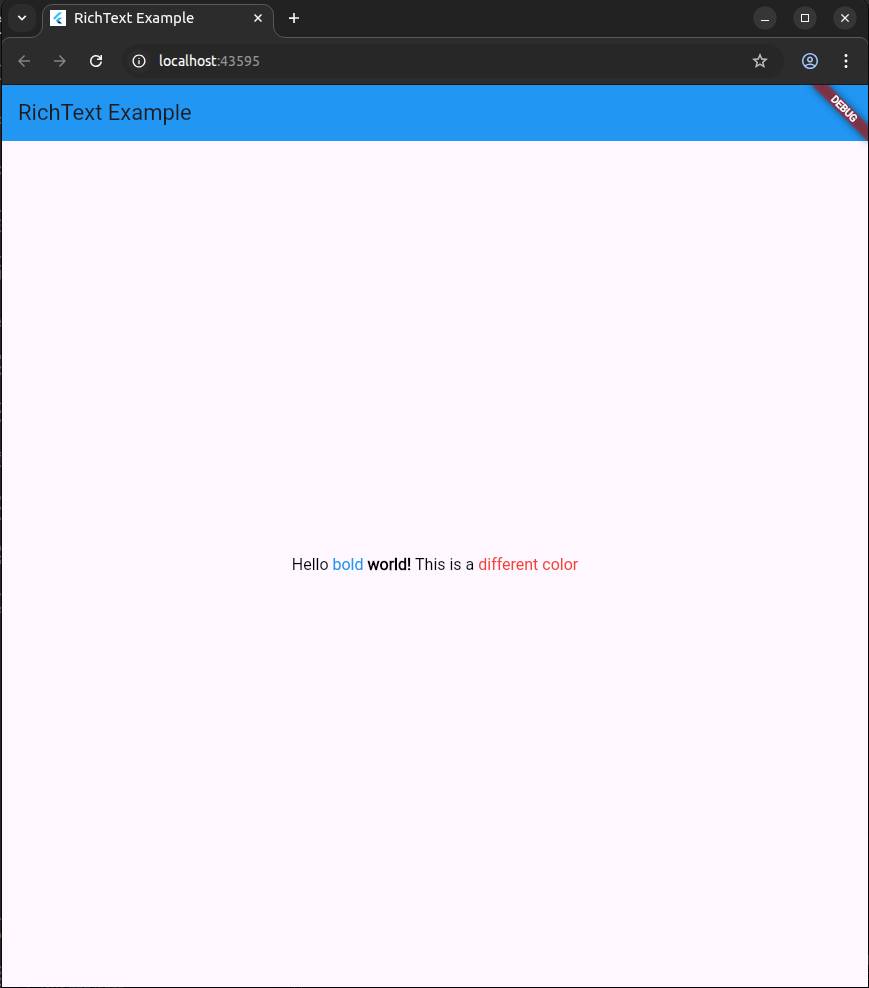 RichText Example
localhost:43595
RichText Example
DEBUG
Hello bold world! This is a different color